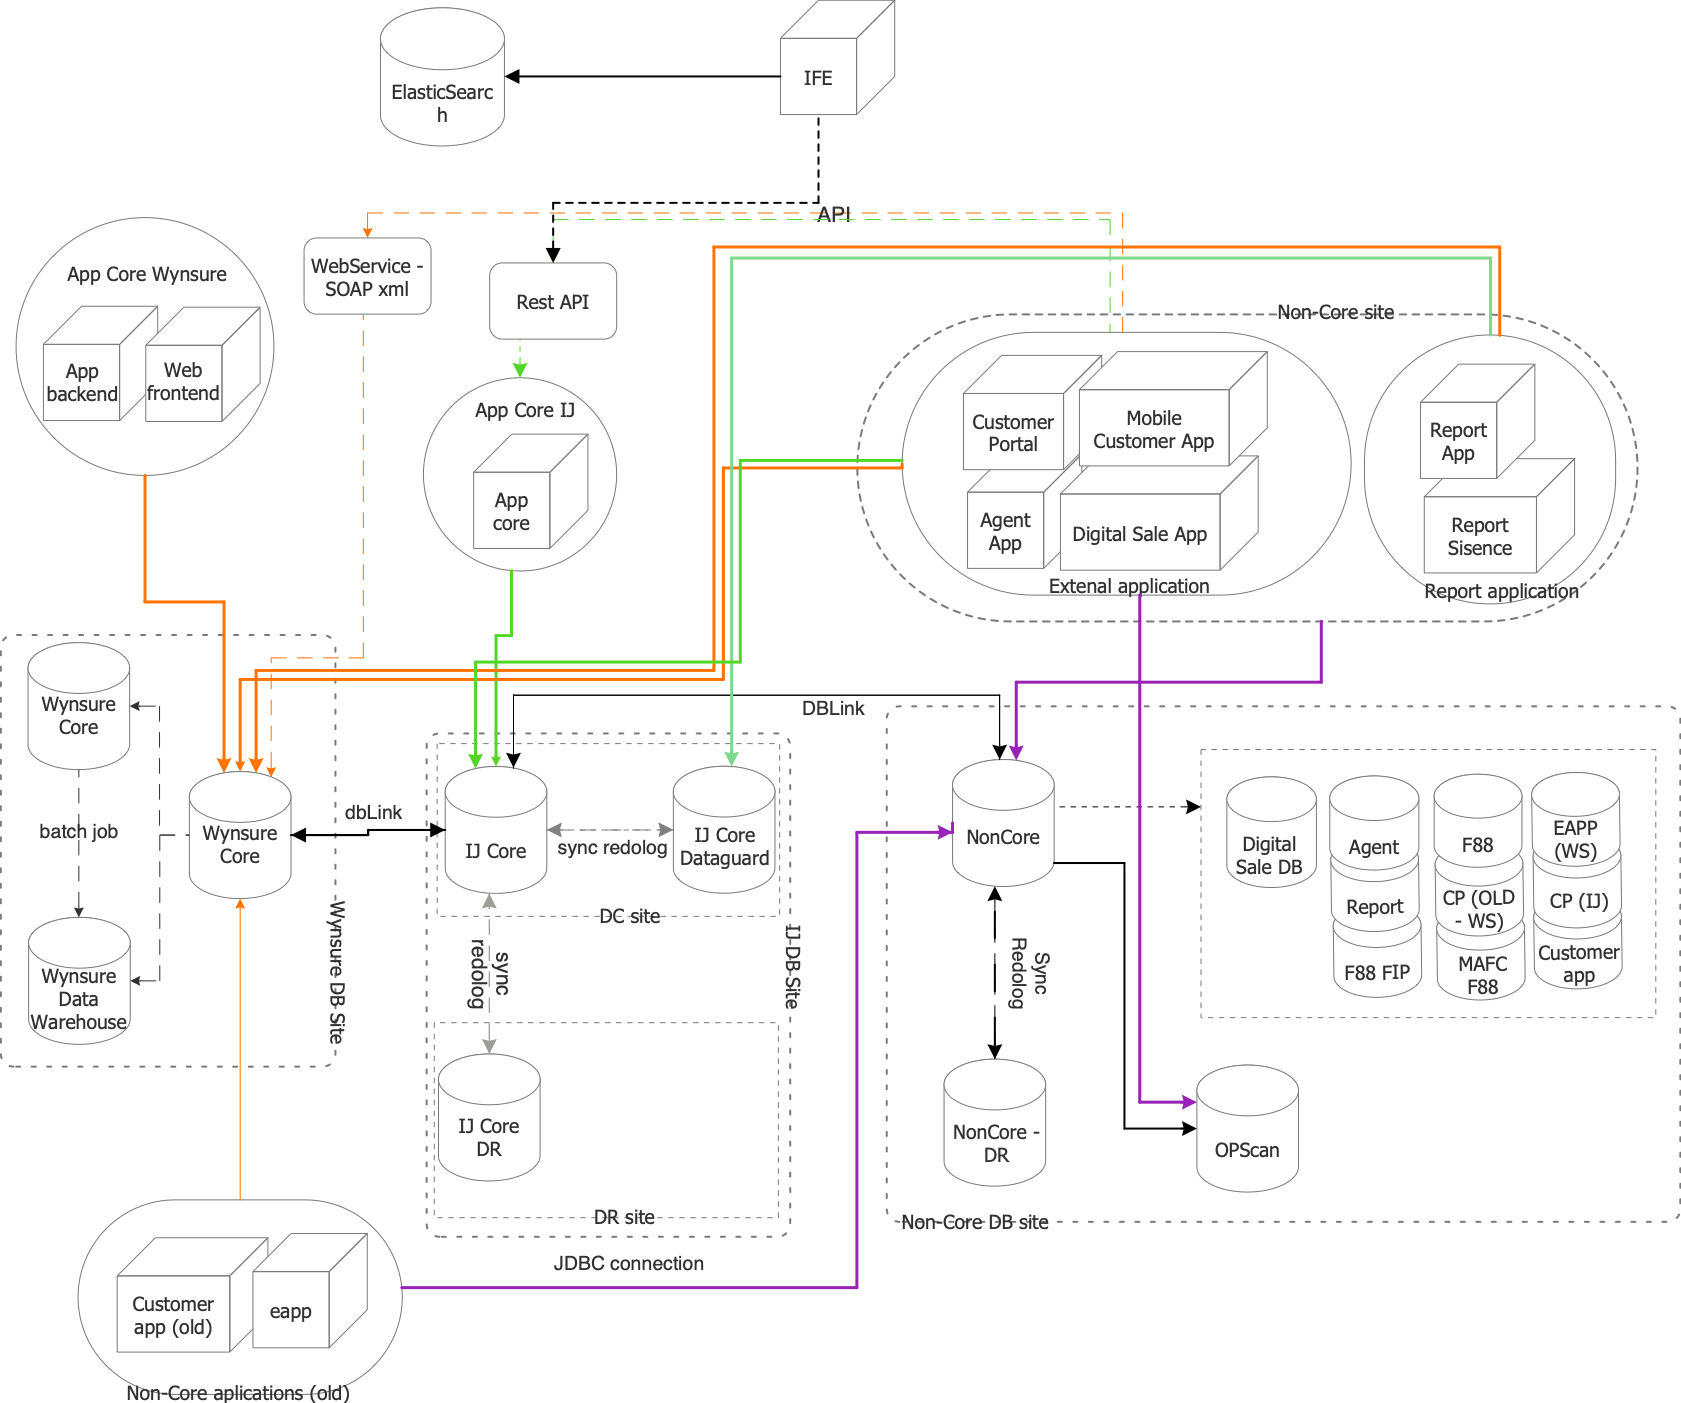 ElasticSearc
h
IFE
API
WebService -
SOAP xml
Rest API
App Core Wynsure
App
backend
Web
frontend
App Core IJ
App
core
Non-Core site
Customer
Portal
Mobile
Customer App
Agent
App
Digital Sale App
Extenal application
Report
App
Report
Sisence
Report application
Wynsure
Core
batch job
Wynsure
Data
Warehouse
Wynsure
Core
Wynsure DB Site
dbLink
DBLink
IJ Core
sync redolog
IJ Core
Dataguard
DC site
sync
redolog
IJ DB Site
IJ Core
DR
DR site
NonCore
Sync
Redolog
NonCore -
DR
OPScan
Digital
Sale DB
Agent
Report
F88 FIP
F88
CP (OLD
- WS)
MAFC
F88
EAPP
(WS)
CP (IJ)
Customer
app
Non-Core DB site
JDBC connection
Customer
app (old)
eapp
Non-Core aplications (old)